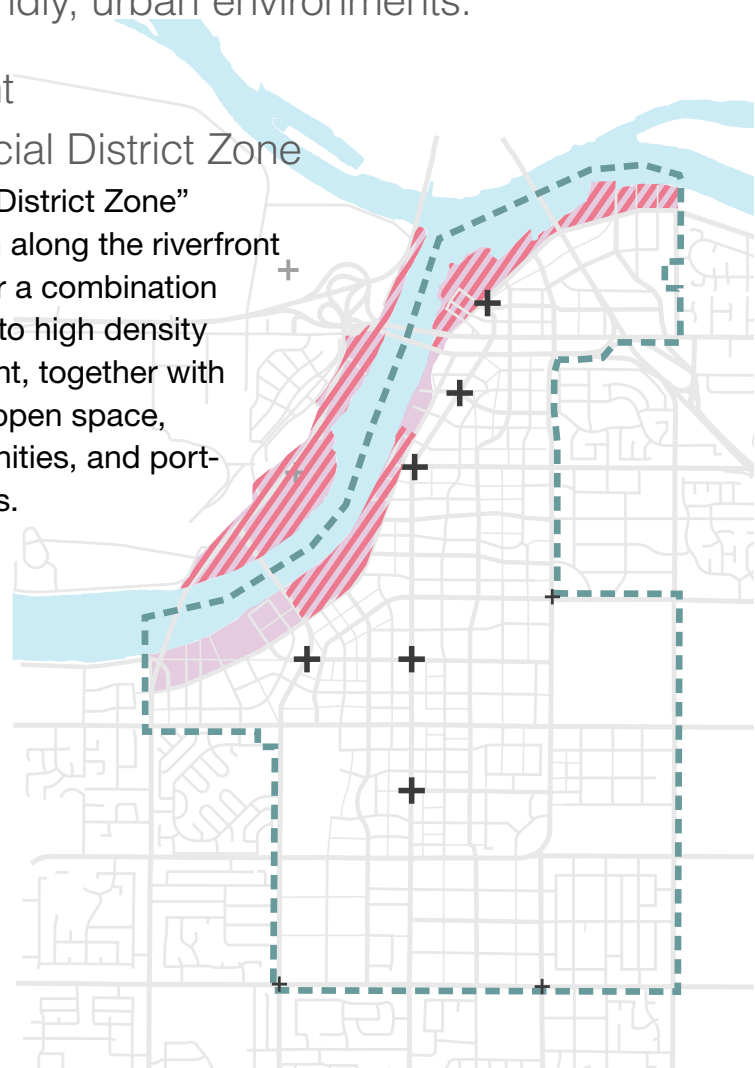 ndly, urban environments.
nt
cial District Zone
District Zone”
along the riverfront
a combination
to high density
nt, together with
open space,
nities, and port-
s.